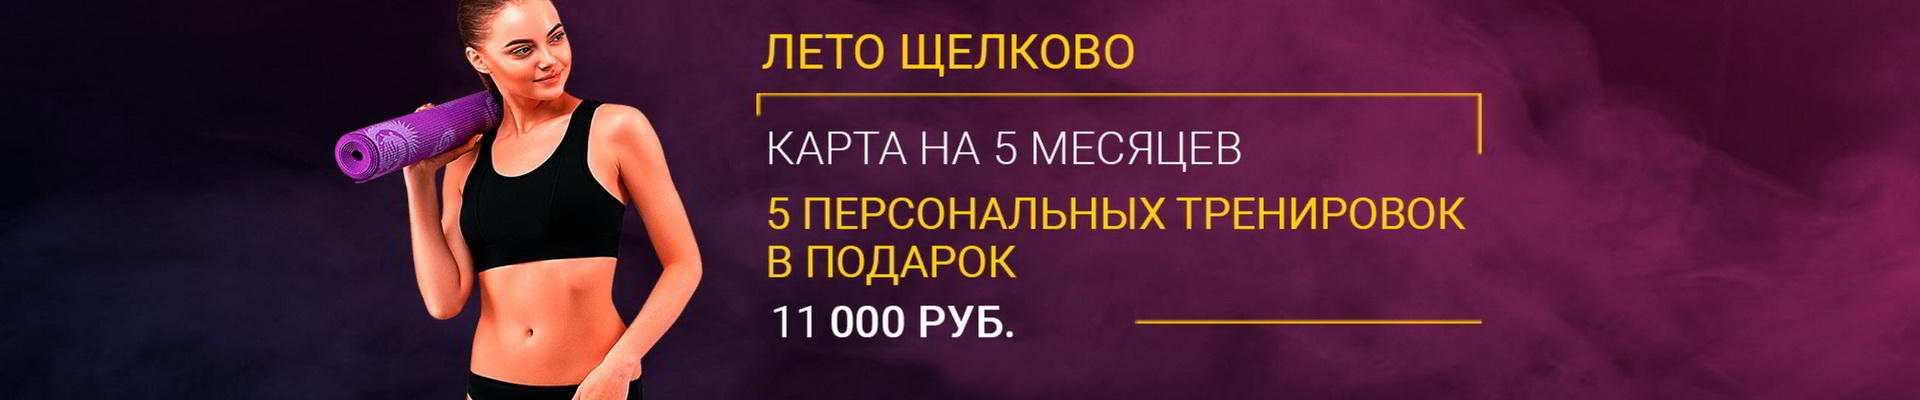 ЛЕТО ЩЕЛКОВО
КАРТА НА 5 МЕСЯЦЕВ
5 ПЕРСОНАЛЬНЫХ ТРЕНИРОВОК
В ПОДАРОК
11 000 РУБ.